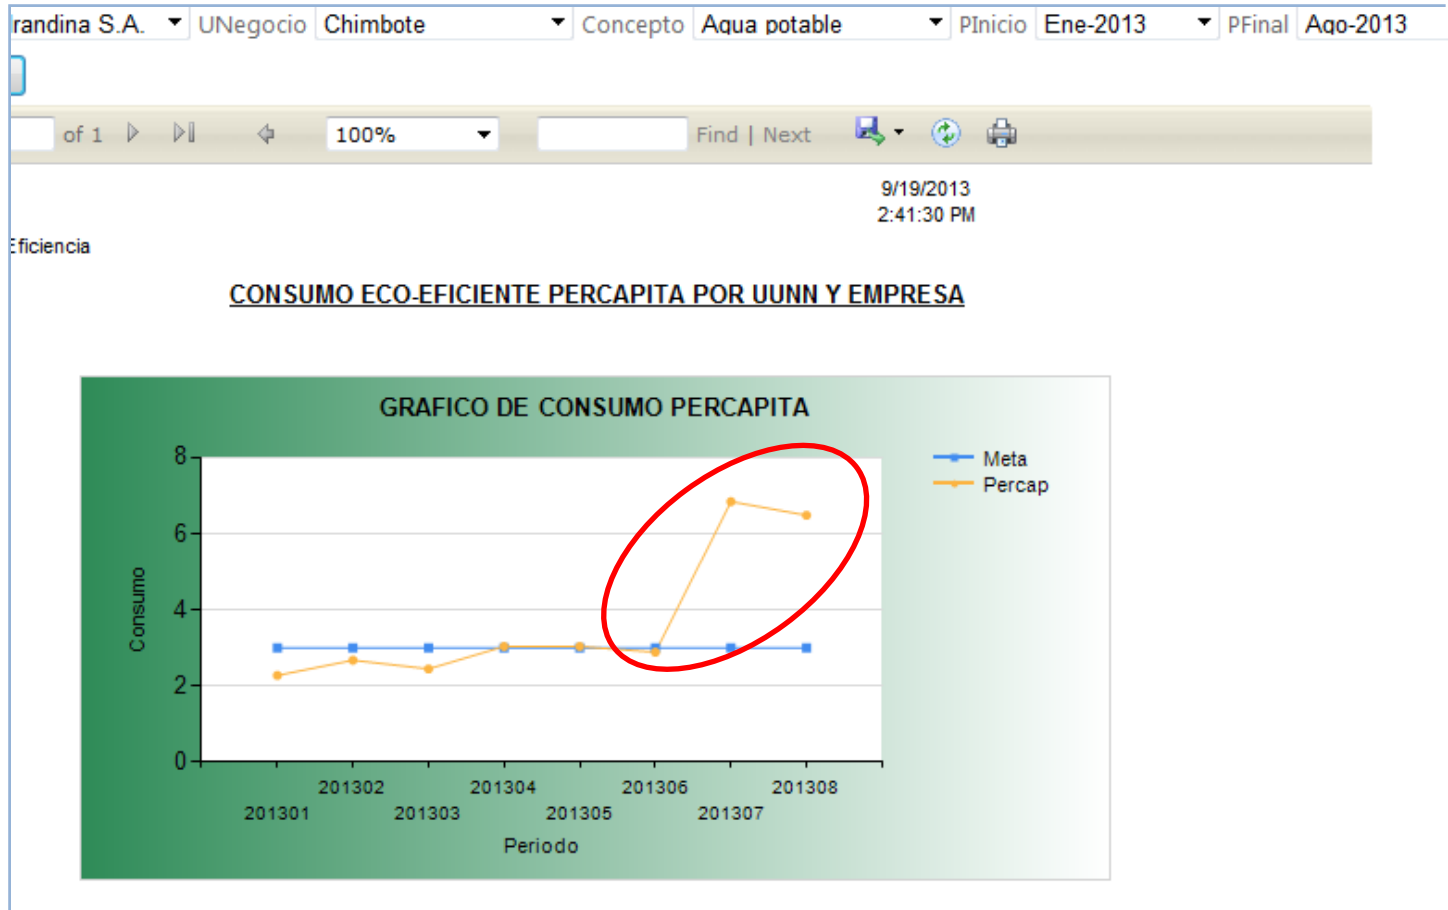 randina S.A. UNegocio Chimbote Concepto Agua potable PInicio Ene-2013 PFinal Ago-2013
of 1 100% Find | Next
9/19/2013
2:41:30 PM
Eficiencia
CONSUMO ECO-EFICIENTE PERCAPITA POR UUNN Y EMPRESA
GRAFICO DE CONSUMO PERCAPITA
8
6
4
2
0
Consumo
Meta
Percap
201302 201304 201306 201308
201301 201303 201305 201307
Periodo